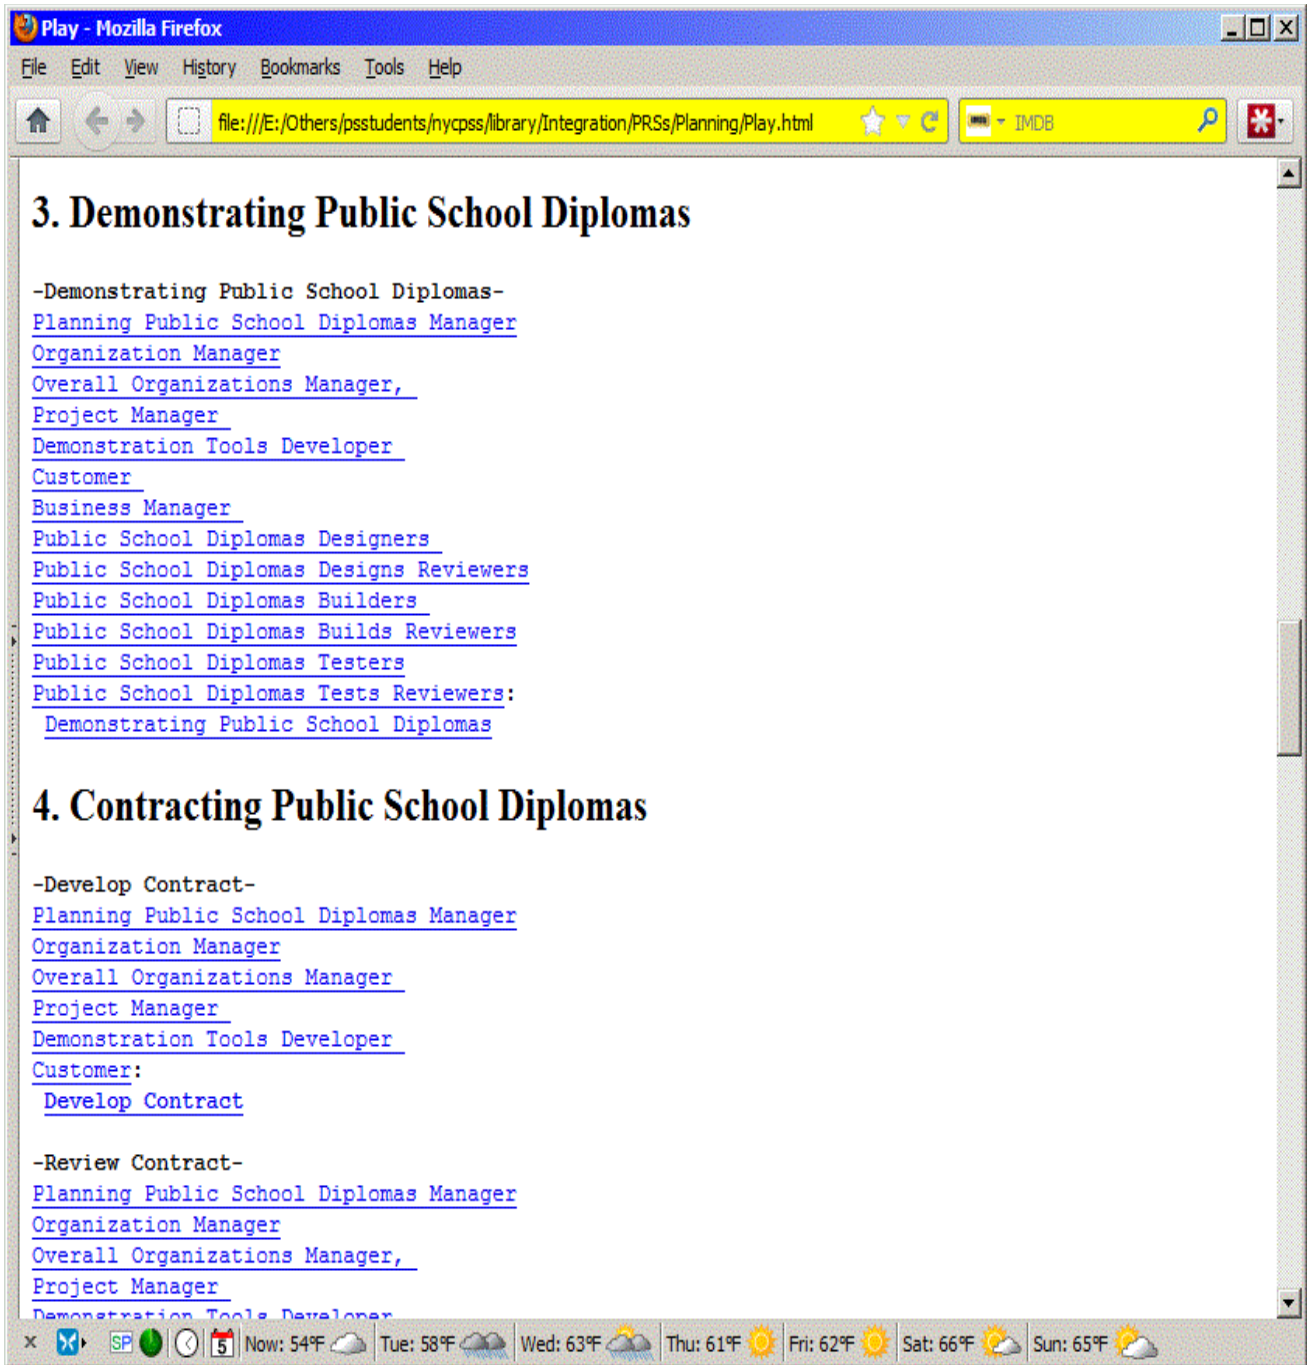 Play - Mozilla Firefox
File Edit View History Bookmarks Tools Help
file:///E:/Others/psstudents/nycpss/library/Integration/PRSs/Planning/Play.html IMDB
3. Demonstrating Public School Diplomas
-Demonstrating Public School Diplomas-
Planning Public School Diplomas Manager
Organization Manager
Overall Organizations Manager,
Project Manager
Demonstration Tools Developer
Customer
Business Manager
Public School Diplomas Designers
Public School Diplomas Designs Reviewers
Public School Diplomas Builders
Public School Diplomas Builds Reviewers
Public School Diplomas Testers
Public School Diplomas Tests Reviewers:
Demonstrating Public School Diplomas
4. Contracting Public School Diplomas
-Develop Contract-
Planning Public School Diplomas Manager
Organization Manager
Overall Organizations Manager
Project Manager
Demonstration Tools Developer
Customer:
Develop Contract
-Review Contract-
Planning Public School Diplomas Manager
Organization Manager
Overall Organizations Manager,
Project Manager
Demonstration Tools Developer
SP 5 Now: 54°F Tue: 58°F Wed: 63°F Thu: 61°F Fri: 62°F Sat: 66°F Sun: 65°F